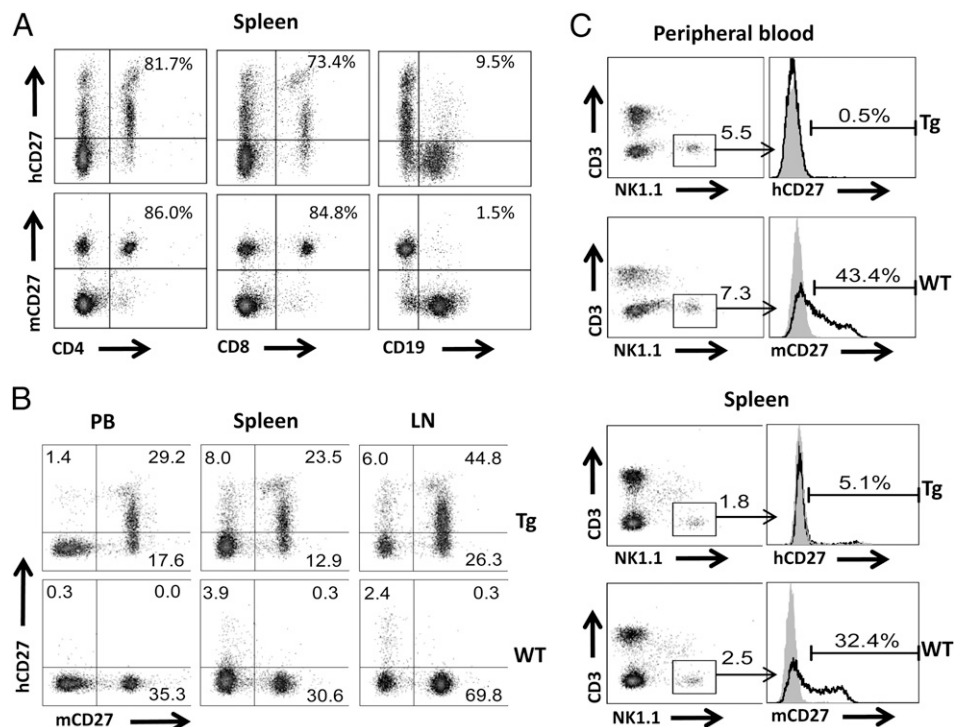 A
Spleen
81.7%
73.4%
9.5%
hCD27
86.0%
84.8%
1.5%
mCD27
CD4
CD8
CD19
B
PB
Spleen
LN
1.4
29.2
8.0
23.5
6.0
44.8
Tg
17.6
12.9
26.3
0.3
0.0
3.9
0.3
2.4
0.3
WT
35.3
30.6
69.8
hCD27
mCD27
C
Peripheral blood
CD3
5.5
0.5%
Tg
NK1.1
hCD27
CD3
7.3
43.4%
WT
NK1.1
mCD27
Spleen
CD3
1.8
5.1%
Tg
NK1.1
hCD27
CD3
2.5
32.4%
WT
NK1.1
mCD27